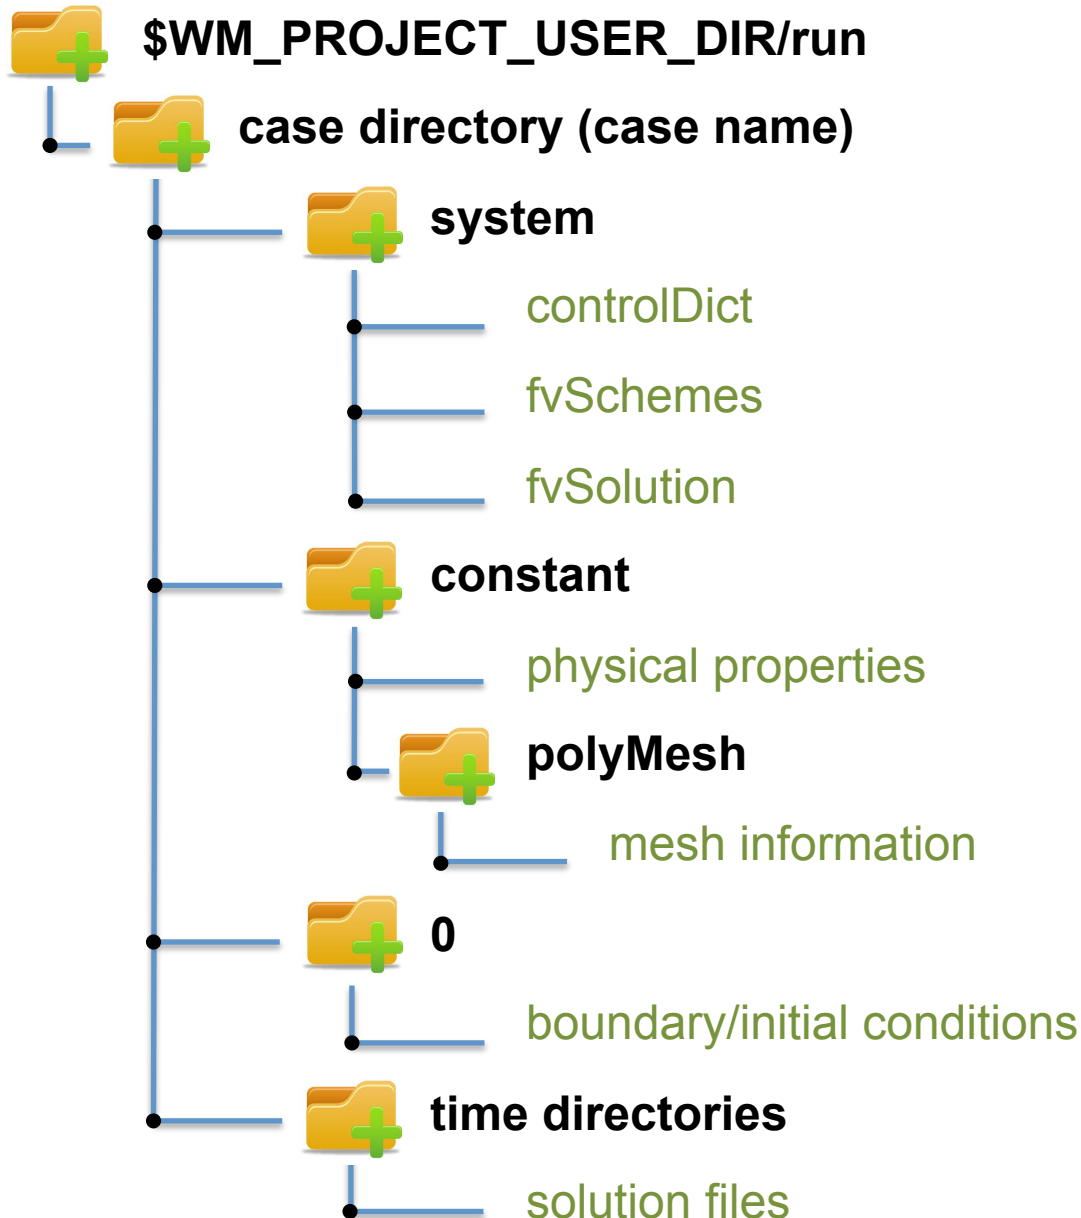 $WM_PROJECT_USER_DIR/run
case directory (case name)
system
controlDict
fvSchemes
fvSolution
constant
physical properties
polyMesh
mesh information
0
boundary/initial conditions
time directories
solution files